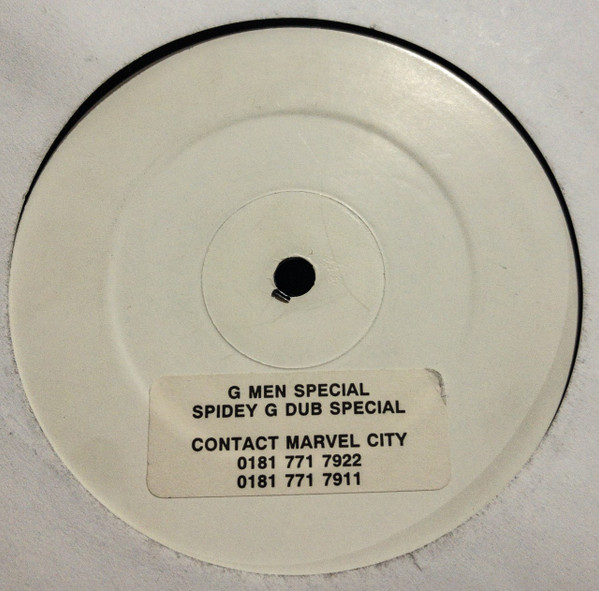 G MEN SPECIAL
SPIDEY G DUB SPECIAL
CONTACT MARVEL CITY
0181 771 7922
0181 771 7911